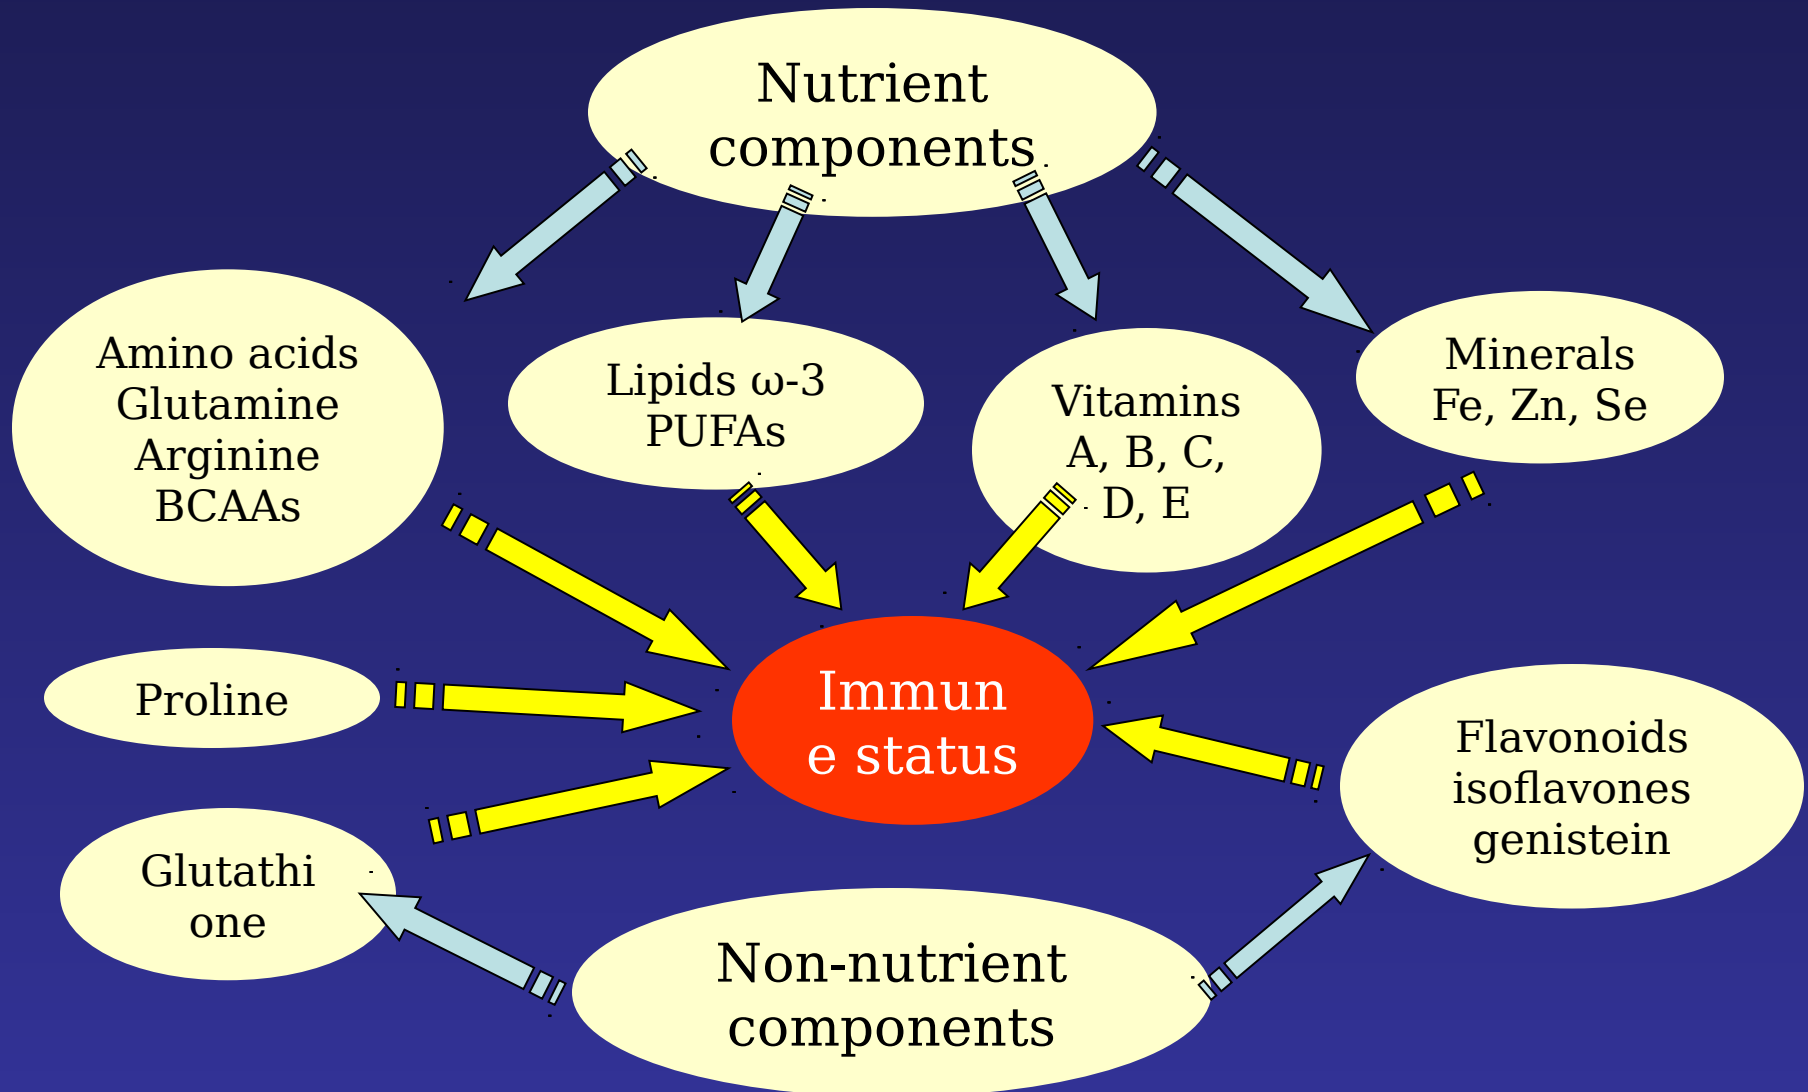 Nutrient
components
Amino acids
Glutamine
Arginine
BCAAs
Lipids ω-3
PUFAs
Vitamins
A, B, C,
D, E
Minerals
Fe, Zn, Se
Proline
Immun
e status
Flavonoids
isoflavones
genistein
Glutathi
one
Non-nutrient
components